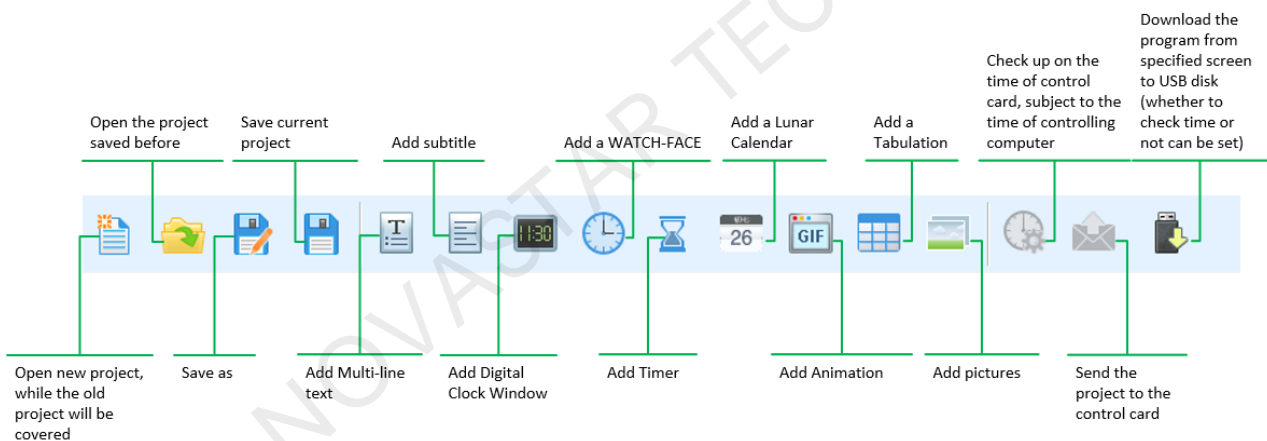 Download the
program from
specified screen
to USB disk
(whether to
check time or
not can be set)
Check up on the
time of control
card, subject to the
time of controlling
computer
Open the project
saved before
Save current
project
Add subtitle
Add a WATCH-FACE
Add a Lunar
Calendar
Add a
Tabulation
T
11:30
26
GIF
Open new project,
while the old
project will be
covered
Save as
Add Multi-line
text
Add Digital
Clock Window
Add Timer
Add Animation
Add pictures
Send the
project to the
control card
NOVASTAR TEC